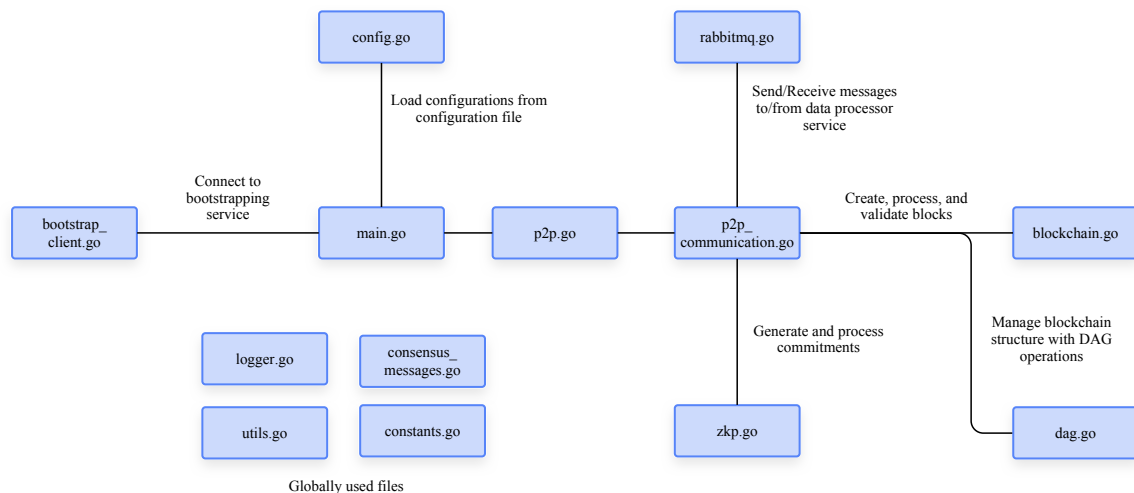 config.go
rabbitmq.go
Load configurations from
configuration file
Send/Receive messages
to/from data processor
service
Connect to
bootstrapping
service
Create, process, and
validate blocks
bootstrap_
client.go
main.go
p2p.go
p2p_
communication.go
blockchain.go
Generate and process
commitments
Manage blockchain
structure with DAG
operations
logger.go
consensus_
messages.go
utils.go
constants.go
zkp.go
dag.go
Globally used files